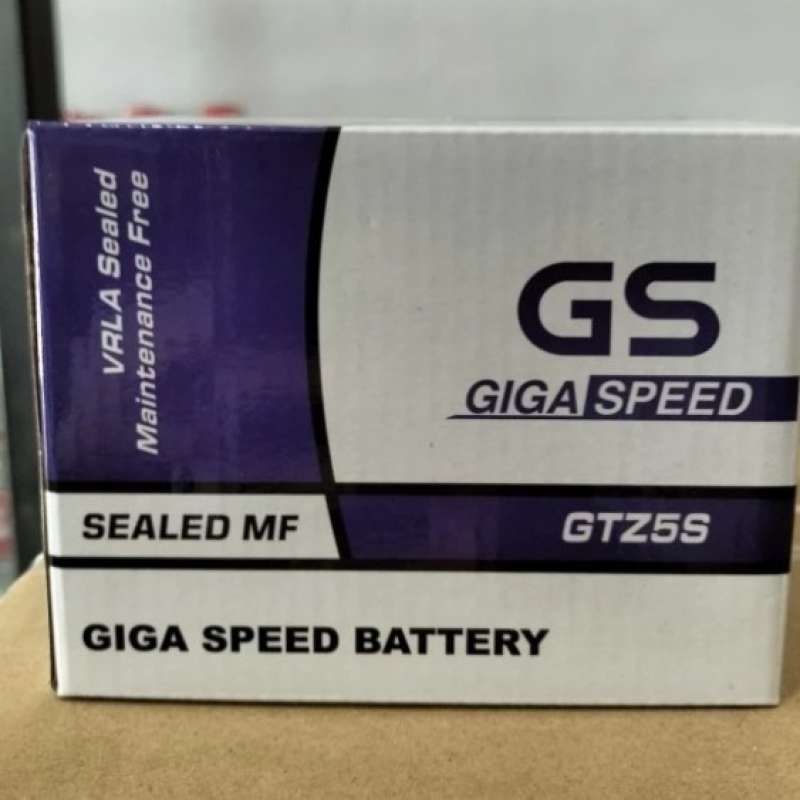 VRLA Sealed
Maintenance Free
GS
GIGA SPEED
SEALED MF
GTZ5S
GIGA SPEED BATTERY